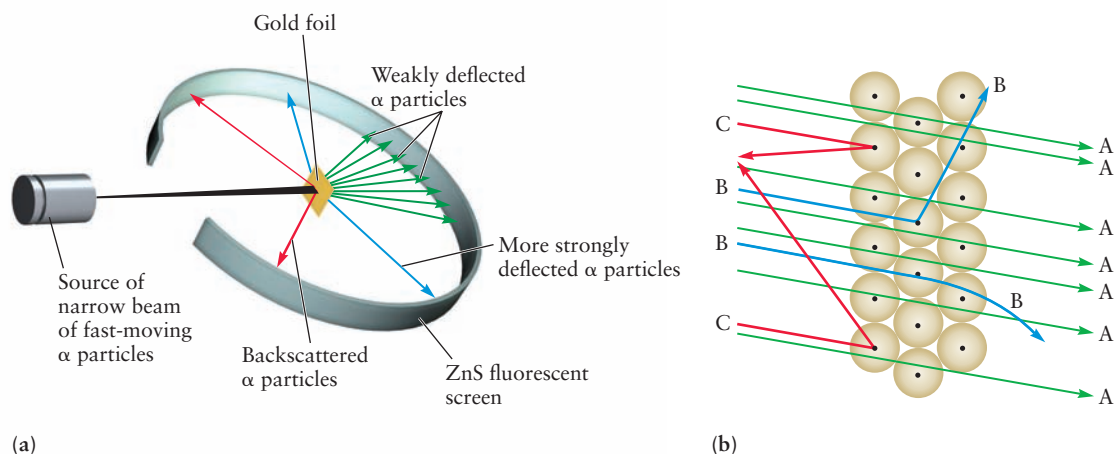 Gold foil
Weakly deflected
α particles
More strongly
deflected α particles
Source of
narrow beam
of fast-moving
α particles
Backscattered
α particles
ZnS fluorescent
screen
(a)
B
C
A
A
B
A
B
A
A
B
A
C
A
(b)